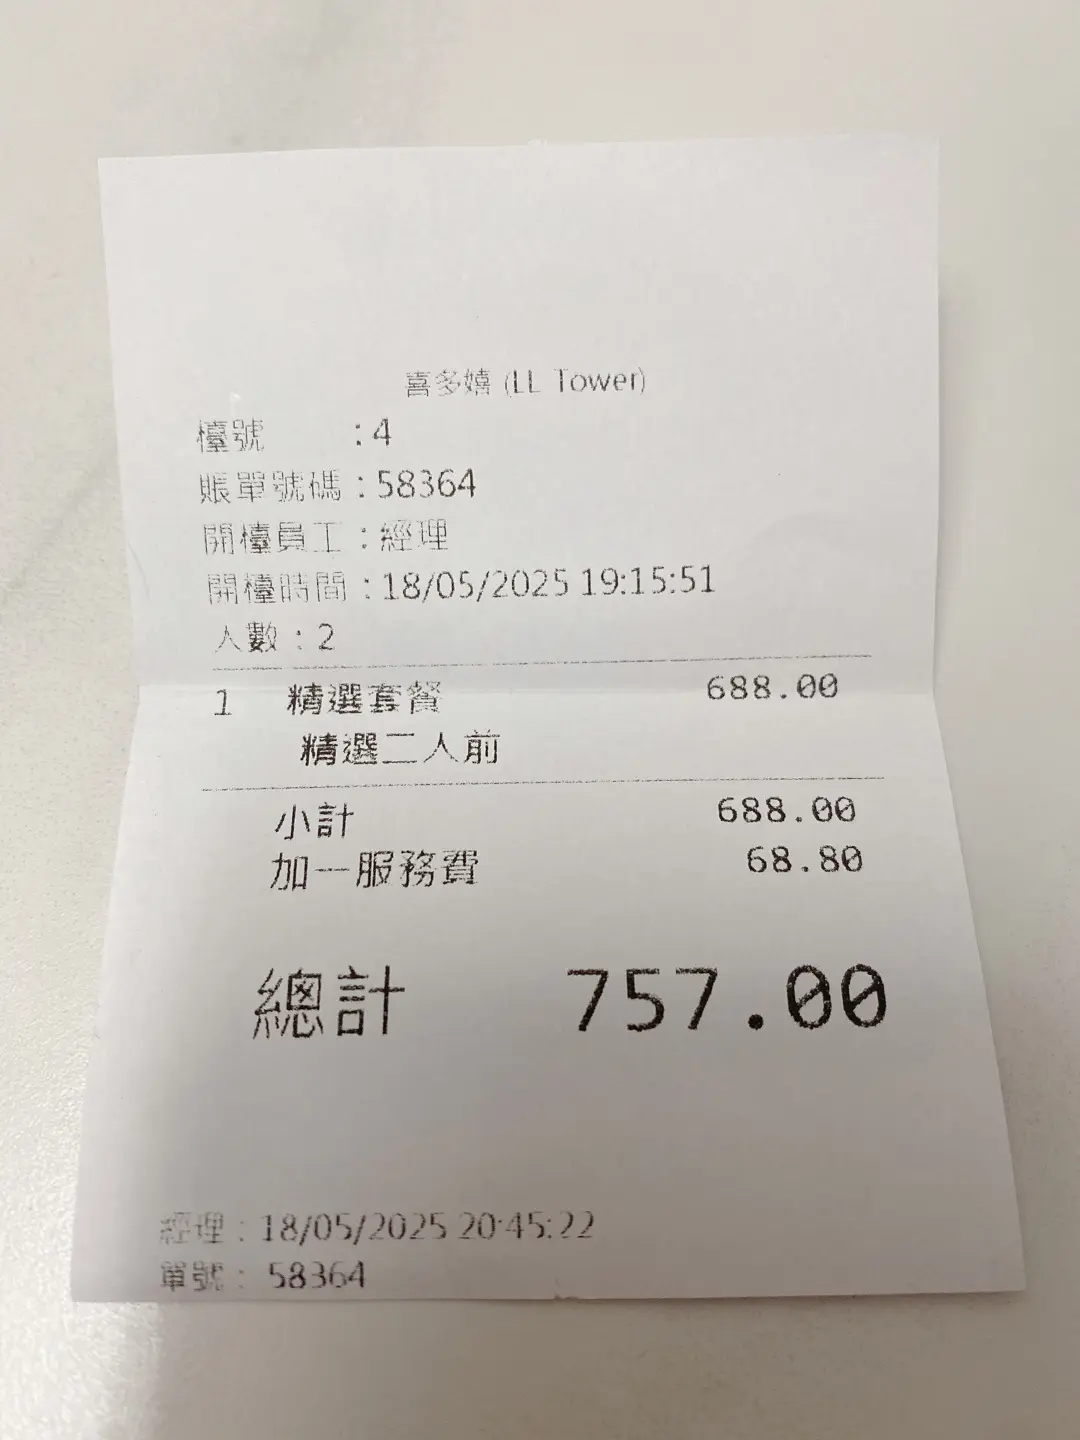 喜多嬉 (LL Tower)
檯號 : 4
賬單號碼 : 58364
開檯員工 : 經理
開檯時間 : 18/05/2025 19:15:51
人數 : 2
1 精選套餐 688.00
精選二人前
小計 688.00
加一服務費 68.80
總計 757.00
經理 : 18/05/2025 20:45:22
單號 : 58364